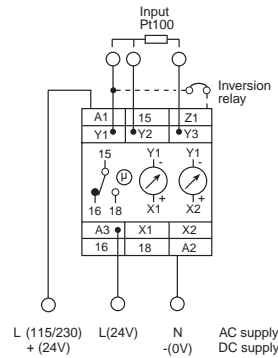 Input
Pt100
Inversion
relay
A1 15 Z1
Y1 Y2 Y3
15 μ Y1 - Y1 -
16 18 + X1 + X2
A3 X1 X2
16 18 A2
L (115/230) L(24V) N AC supply
+ (24V) -(0V) DC supply